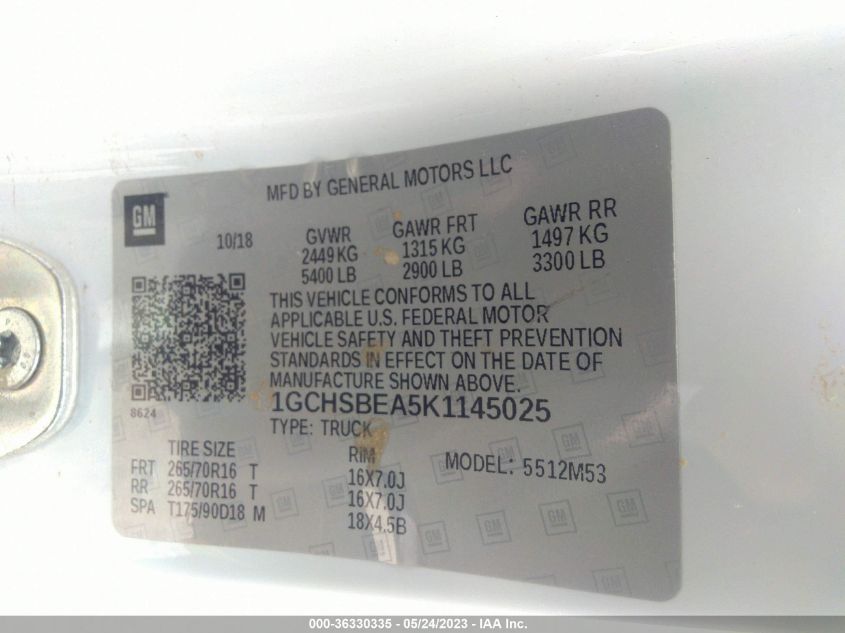 MFD BY GENERAL MOTORS LLC
GM
10/18 GVWR GAWR FRT GAWR RR
2449 KG 1315 KG 1497 KG
5400 LB 2900 LB 3300 LB
THIS VEHICLE CONFORMS TO ALL
APPLICABLE U.S. FEDERAL MOTOR
VEHICLE SAFETY AND THEFT PREVENTION
STANDARDS IN EFFECT ON THE DATE OF
MANUFACTURE SHOWN ABOVE.
8624
1GCHSBEA5K1145025
TYPE: TRUCK
TIRE SIZE RIM MODEL: 5512M53
FRT 265/70R16 T 16X7.0J
RR 265/70R16 T 16X7.0J
SPA T175/90D18 M 18X4.5B
000-36330335 - 05/24/2023 - IAA Inc.